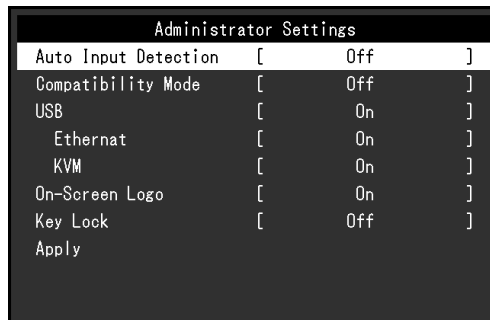 Administrator Settings
Auto Input Detection [ Off ]
Compatibility Mode [ Off ]
USB [ On ]
Ethernat [ On ]
KVM [ On ]
On-Screen Logo [ On ]
Key Lock [ Off ]
Apply